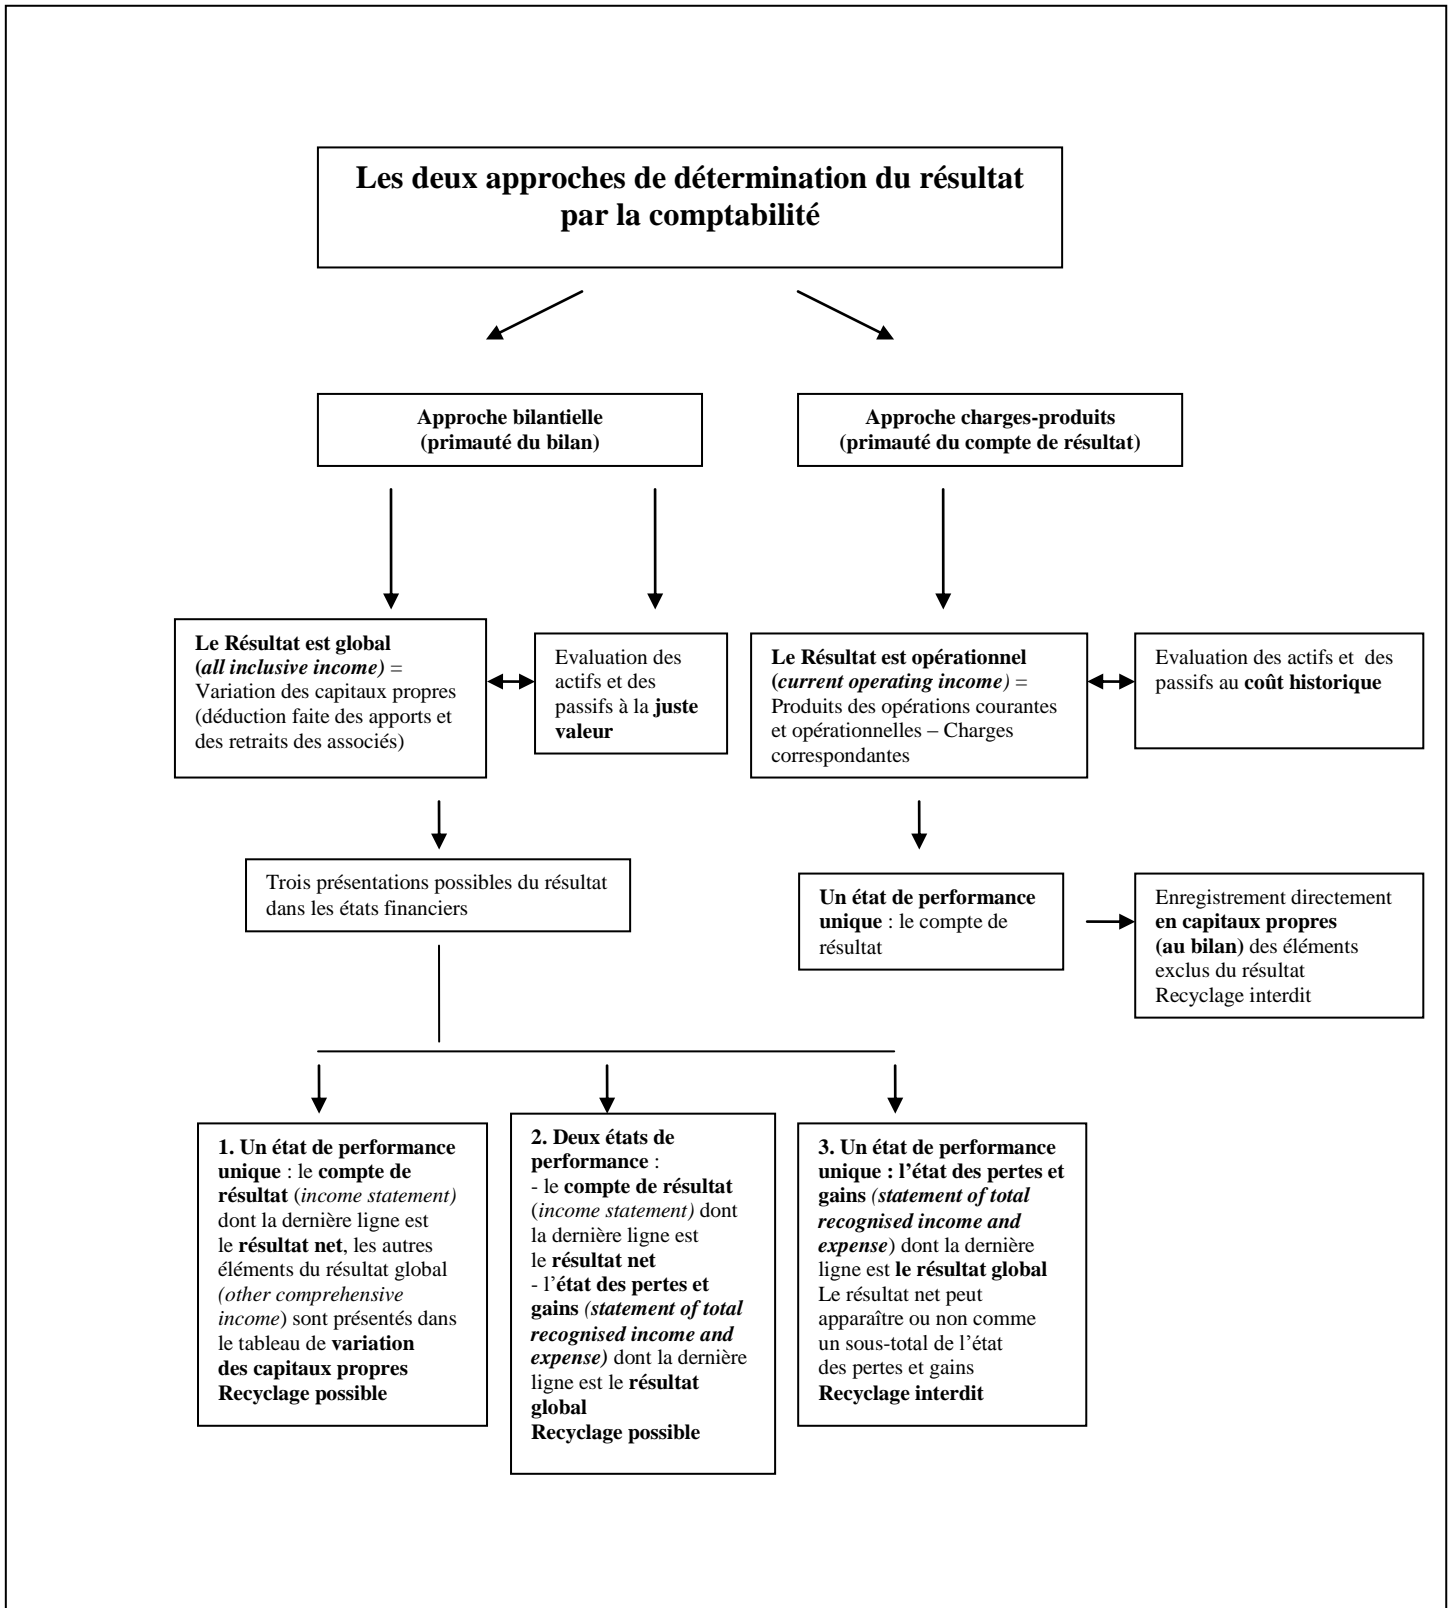 Les deux approches de détermination du résultat
par la comptabilité
Approche bilantielle
(primauté du bilan)
Approche charges-produits
(primauté du compte de résultat)
Le Résultat est global
(all inclusive income) =
Variation des capitaux propres
(déduction faite des apports et
des retraits des associés)
Evaluation des
actifs et des
passifs à la juste
valeur
Le Résultat est opérationnel
(current operating income) =
Produits des opérations courantes
et opérationnelles – Charges
correspondantes
Evaluation des actifs et des
passifs au coût historique
Trois présentations possibles du résultat
dans les états financiers
Un état de performance
unique : le compte de
résultat
Enregistrement directement
en capitaux propres
(au bilan) des éléments
exclus du résultat
Recyclage interdit
1. Un état de performance
unique : le compte de
résultat (income statement)
dont la dernière ligne est
le résultat net, les autres
éléments du résultat global
(other comprehensive
income) sont présentés dans
le tableau de variation
des capitaux propres
Recyclage possible
2. Deux états de
performance :
- le compte de résultat
(income statement) dont
la dernière ligne est
le résultat net
- l’état des pertes et
gains (statement of total
recognised income and
expense) dont la dernière
ligne est le résultat
global
Recyclage possible
3. Un état de performance
unique : l’état des pertes et
gains (statement of total
recognised income and
expense) dont la dernière
ligne est le résultat global
Le résultat net peut
apparaître ou non comme
un sous-total de l’état
des pertes et gains
Recyclage interdit